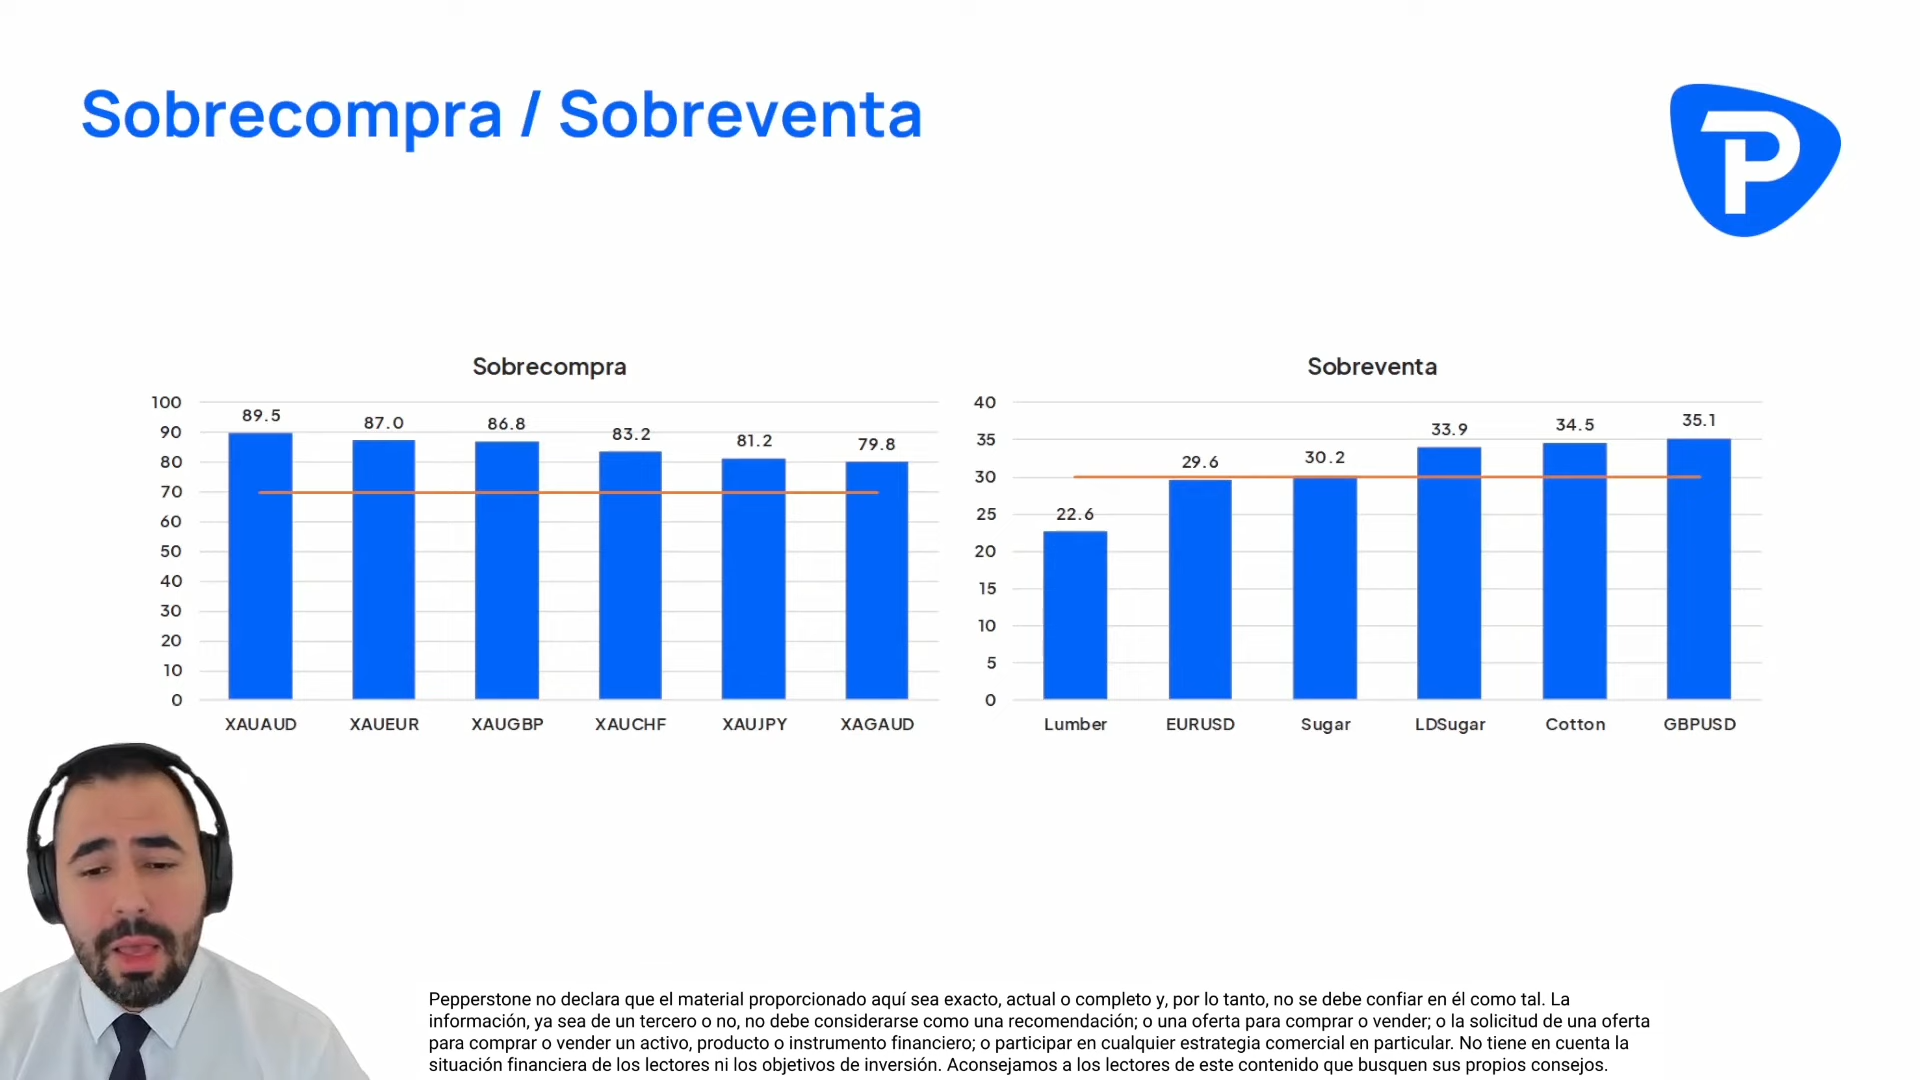 Sobrecompra / Sobreventa
P
Sobrecompra
100
90
80
70
60
50
40
30
20
10
0
89.5
87.0
86.8
83.2
81.2
79.8
XAUAUD
XAUEUR
XAUGBP
XAUCHF
XAUJPY
XAGAUD
Sobreventa
40
35
30
25
20
15
10
5
0
22.6
29.6
30.2
33.9
34.5
35.1
Lumber
EURUSD
Sugar
LDSugar
Cotton
GBPUSD
Pepperstone no declara que el material proporcionado aquí sea exacto, actual o completo y, por lo tanto, no se debe confiar en él como tal. La
información, ya sea de un tercero o no, no debe considerarse como una recomendación; o una oferta para comprar o vender; o la solicitud de una oferta
para comprar o vender un activo, producto o instrumento financiero; o participar en cualquier estrategia comercial en particular. No tiene en cuenta la
situación financiera de los lectores ni los objetivos de inversión. Aconsejamos a los lectores de este contenido que busquen sus propios consejos.